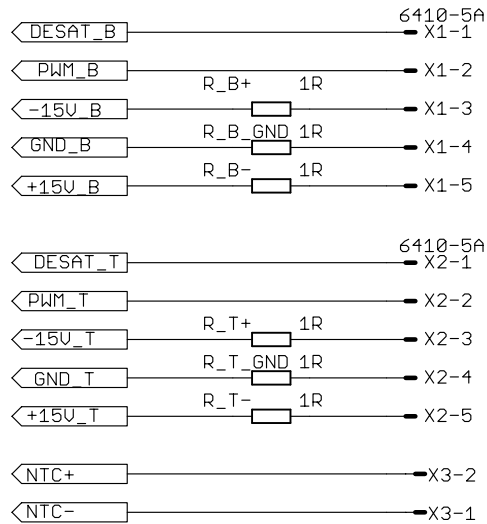 6410-5A
DESAT_B X1-1
PWM_B X1-2
R_B+ 1R
-15V_B X1-3
R_B_GND 1R
GND_B X1-4
R_B- 1R
+15V_B X1-5
6410-5A
DESAT_T X2-1
PWM_T X2-2
R_T+ 1R
-15V_T X2-3
R_T_GND 1R
GND_T X2-4
R_T- 1R
+15V_T X2-5
NTC+ X3-2
NTC- X3-1